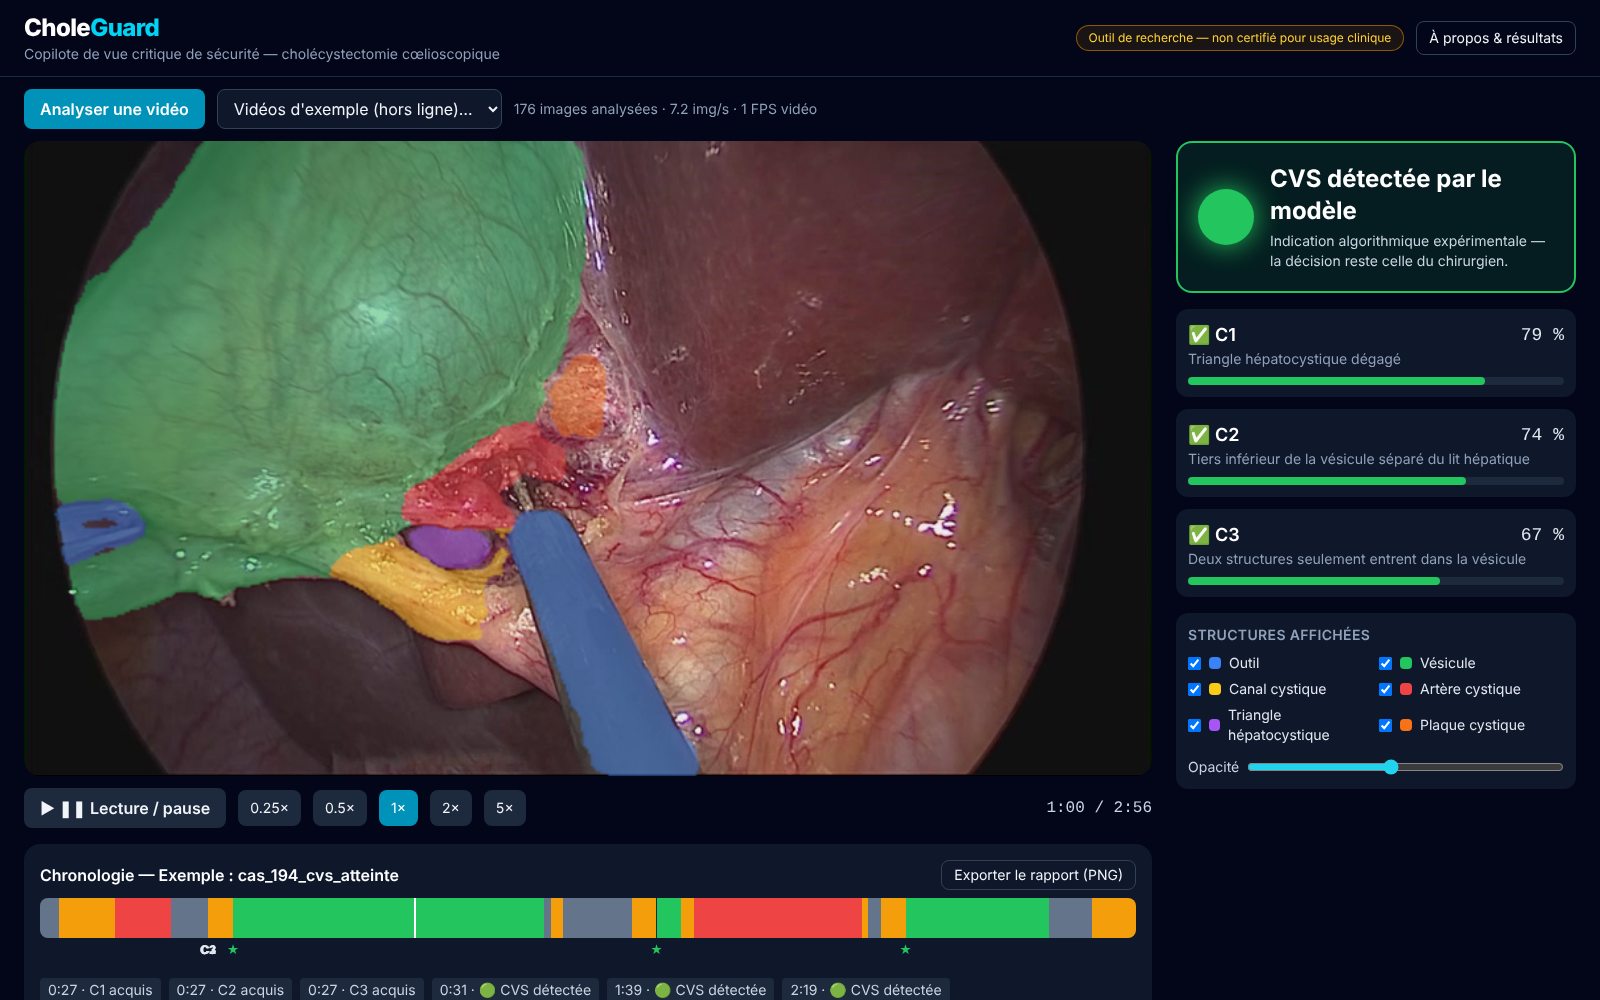 CholeGuard
Copilote de vue critique de sécurité — cholécystectomie cœlioscopique
Outil de recherche — non certifié pour usage clinique
À propos & résultats
Analyser une vidéo
Vidéos d'exemple (hors ligne)...
176 images analysées · 7.2 img/s · 1 FPS vidéo
CVS détectée par le
modèle
Indication algorithmique expérimentale —
la décision reste celle du chirurgien.
✅ C1 79 %
Triangle hépatocystique dégagé
✅ C2 74 %
Tiers inférieur de la vésicule séparé du lit hépatique
✅ C3 67 %
Deux structures seulement entrent dans la vésicule
STRUCTURES AFFICHÉES
Outil
Vésicule
Canal cystique
Artère cystique
Triangle
hépatocystique
Plaque cystique
Opacité
▶ ❚❚ Lecture / pause
0.25×
0.5×
1×
2×
5×
1:00 / 2:56
Chronologie — Exemple : cas_194_cvs_atteinte
Exporter le rapport (PNG)
★ ★ ★
0:27 · C1 acquis
0:27 · C2 acquis
0:27 · C3 acquis
0:31 · 🟢 CVS détectée
1:39 · 🟢 CVS détectée
2:19 · 🟢 CVS détectée